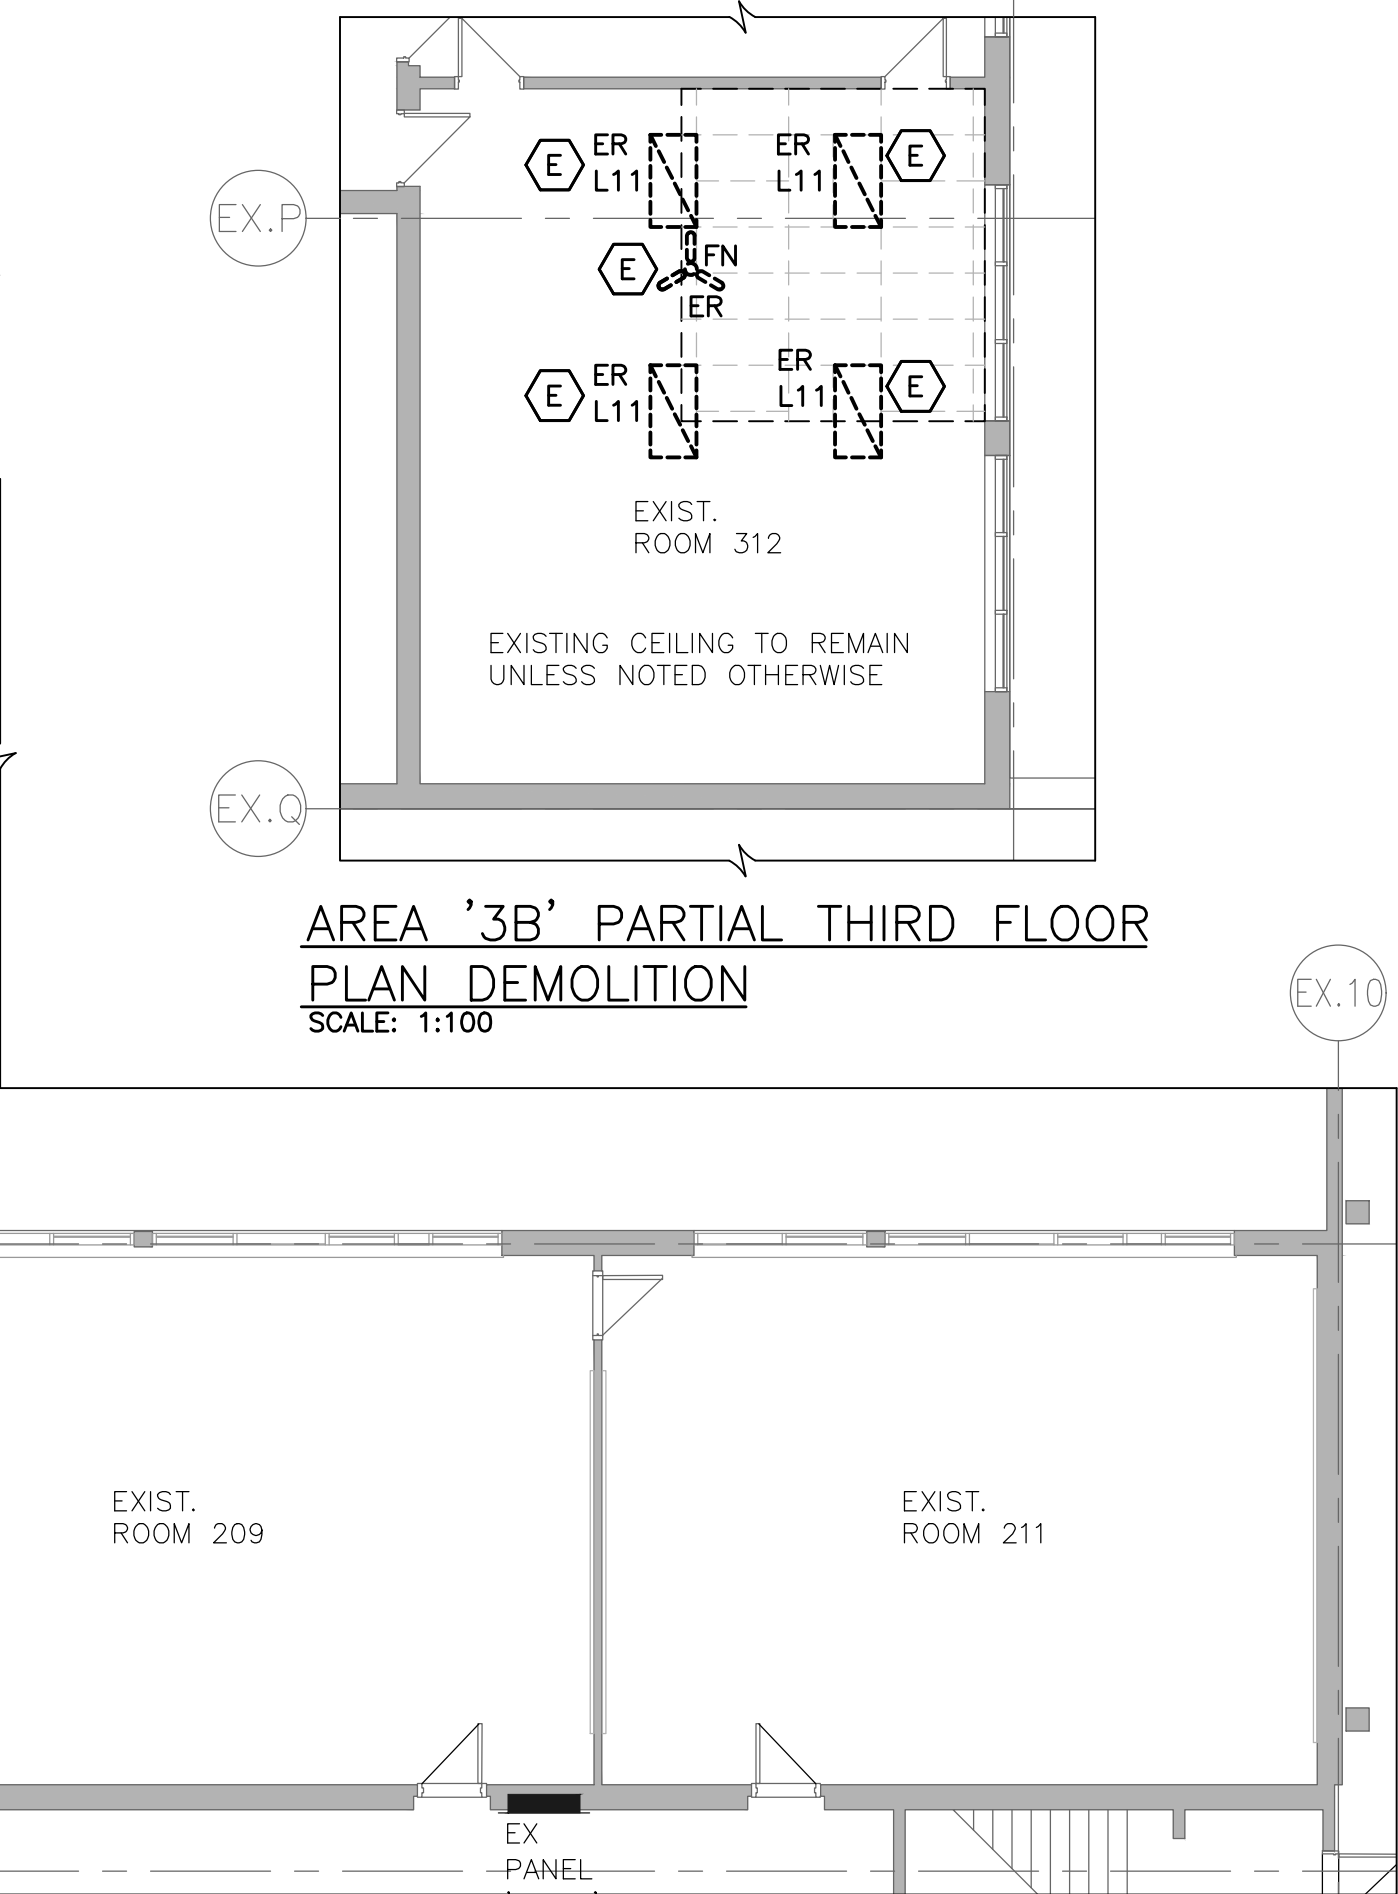 E
ER
L11
ER
L11
E
EX.P
E
FN
ER
E
ER
L11
ER
L11
E
EXIST.
ROOM 312
EXISTING CEILING TO REMAIN
UNLESS NOTED OTHERWISE
EX.Q
AREA '3B' PARTIAL THIRD FLOOR
PLAN DEMOLITION
SCALE: 1:100
EX.10
EXIST.
ROOM 209
EXIST.
ROOM 211
EX
PANEL